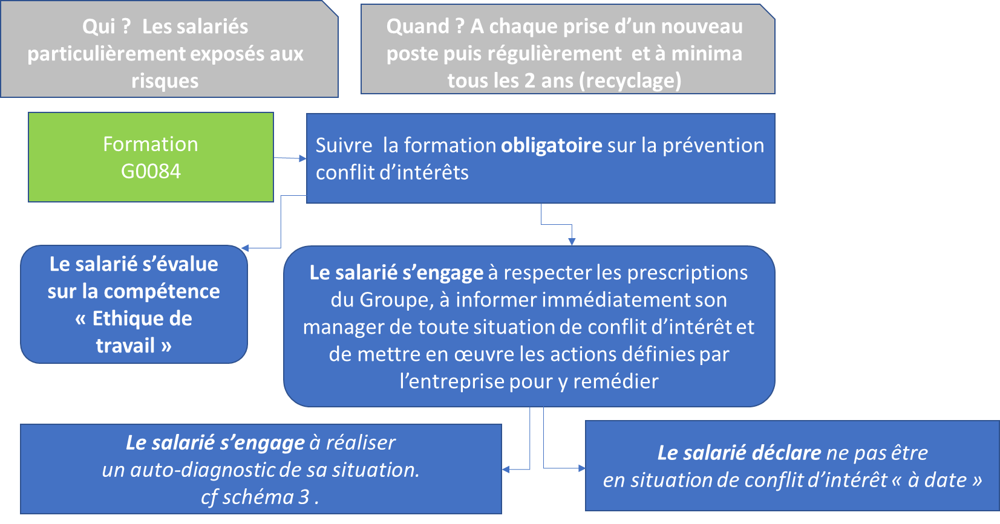 Qui ?  Les salariés
particulièrement exposés aux
risques
Quand ? A chaque prise d’un nouveau
poste puis régulièrement  et à minima
tous les 2 ans (recyclage)
Formation
G0084
Suivre  la formation obligatoire sur la prévention
conflit d’intérêts
Le salarié s’évalue
sur la compétence
« Ethique de
travail »
Le salarié s’engage à respecter les prescriptions
du Groupe, à informer immédiatement son
manager de toute situation de conflit d’intérêt et
de mettre en œuvre les actions définies par
l’entreprise pour y remédier
Le salarié s’engage à réaliser
un auto-diagnostic de sa situation.
cf schéma 3 .
Le salarié déclare ne pas être
en situation de conflit d’intérêt « à date »